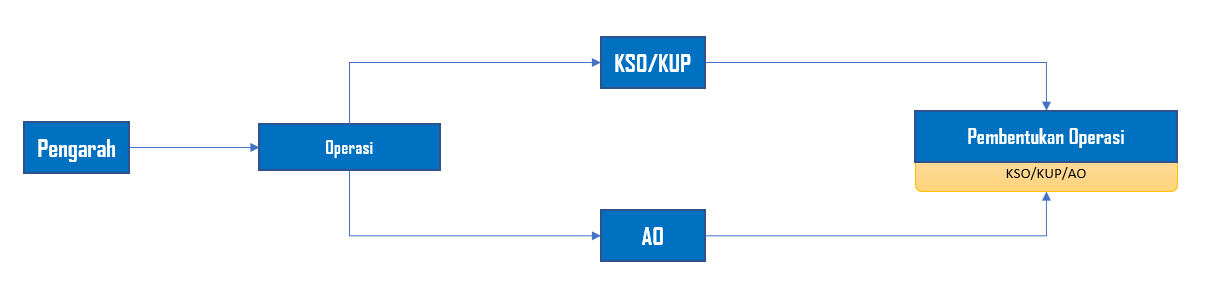 Pengarah
Operasi
KSO/KUP
AO
Pembentukan Operasi
KSO/KUP/AO